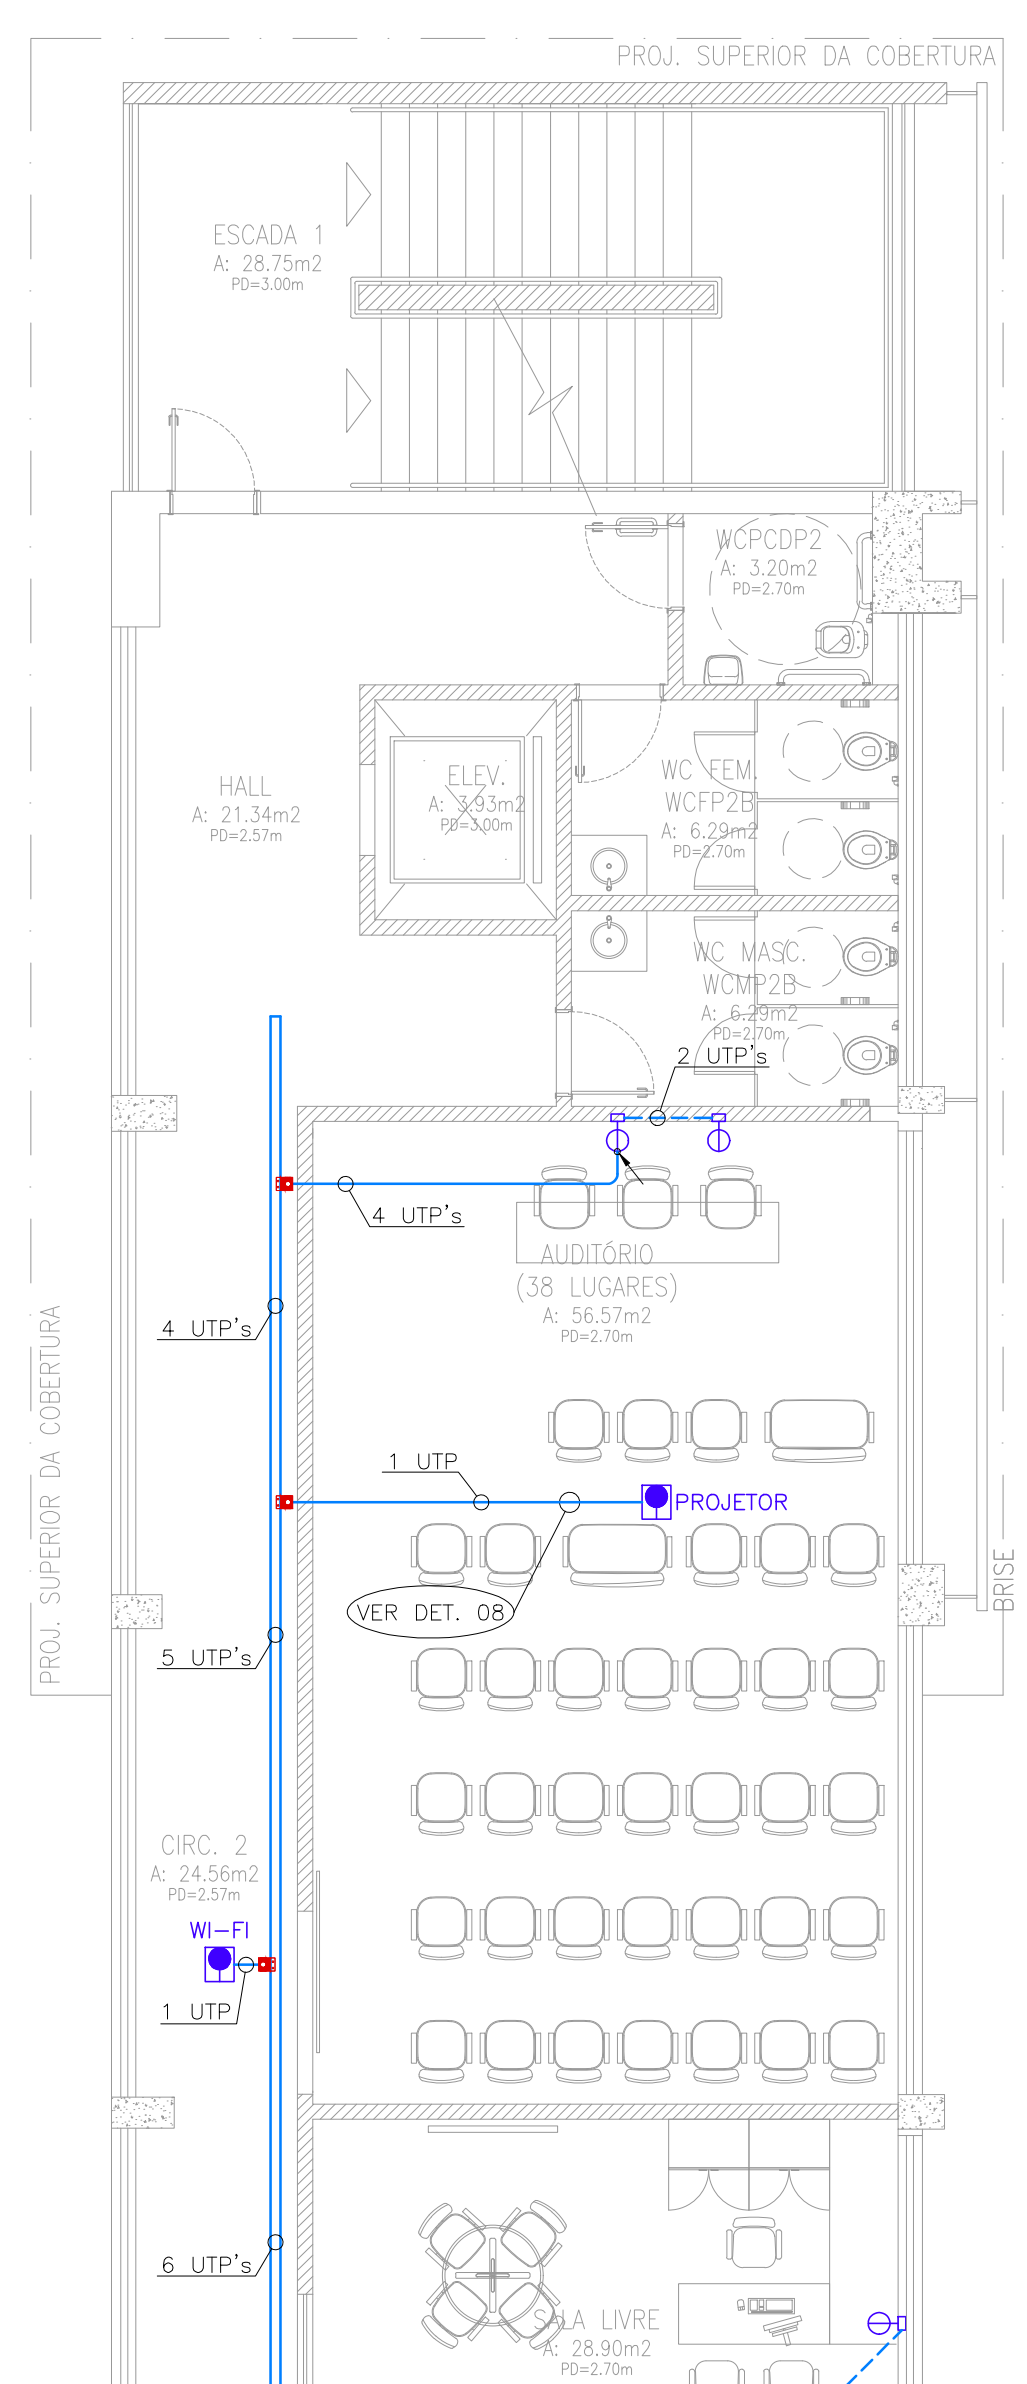 PROJ. SUPERIOR DA COBERTURA
ESCADA 1
A: 28.75m2
PD=3.00m
WCPCDP2
A: 3.20m2
PD=2.70m
HALL
A: 21.34m2
PD=2.57m
ELEV.
A: 3.93m2
PD=3.00m
WC FEM.
WCFP2B
A: 6.29m2
PD=2.70m
WC MASC.
WCMP2B
A: 6.29m2
PD=2.70m
2 UTP's
4 UTP's
AUDITÓRIO
(38 LUGARES)
A: 56.57m2
PD=2.70m
4 UTP's
PROJ. SUPERIOR DA COBERTURA
1 UTP
PROJETOR
BRISE
VER DET. 08
5 UTP's
CIRC. 2
A: 24.56m2
PD=2.57m
WI-FI
1 UTP
6 UTP's
SALA LIVRE
A: 28.90m2
PD=2.70m